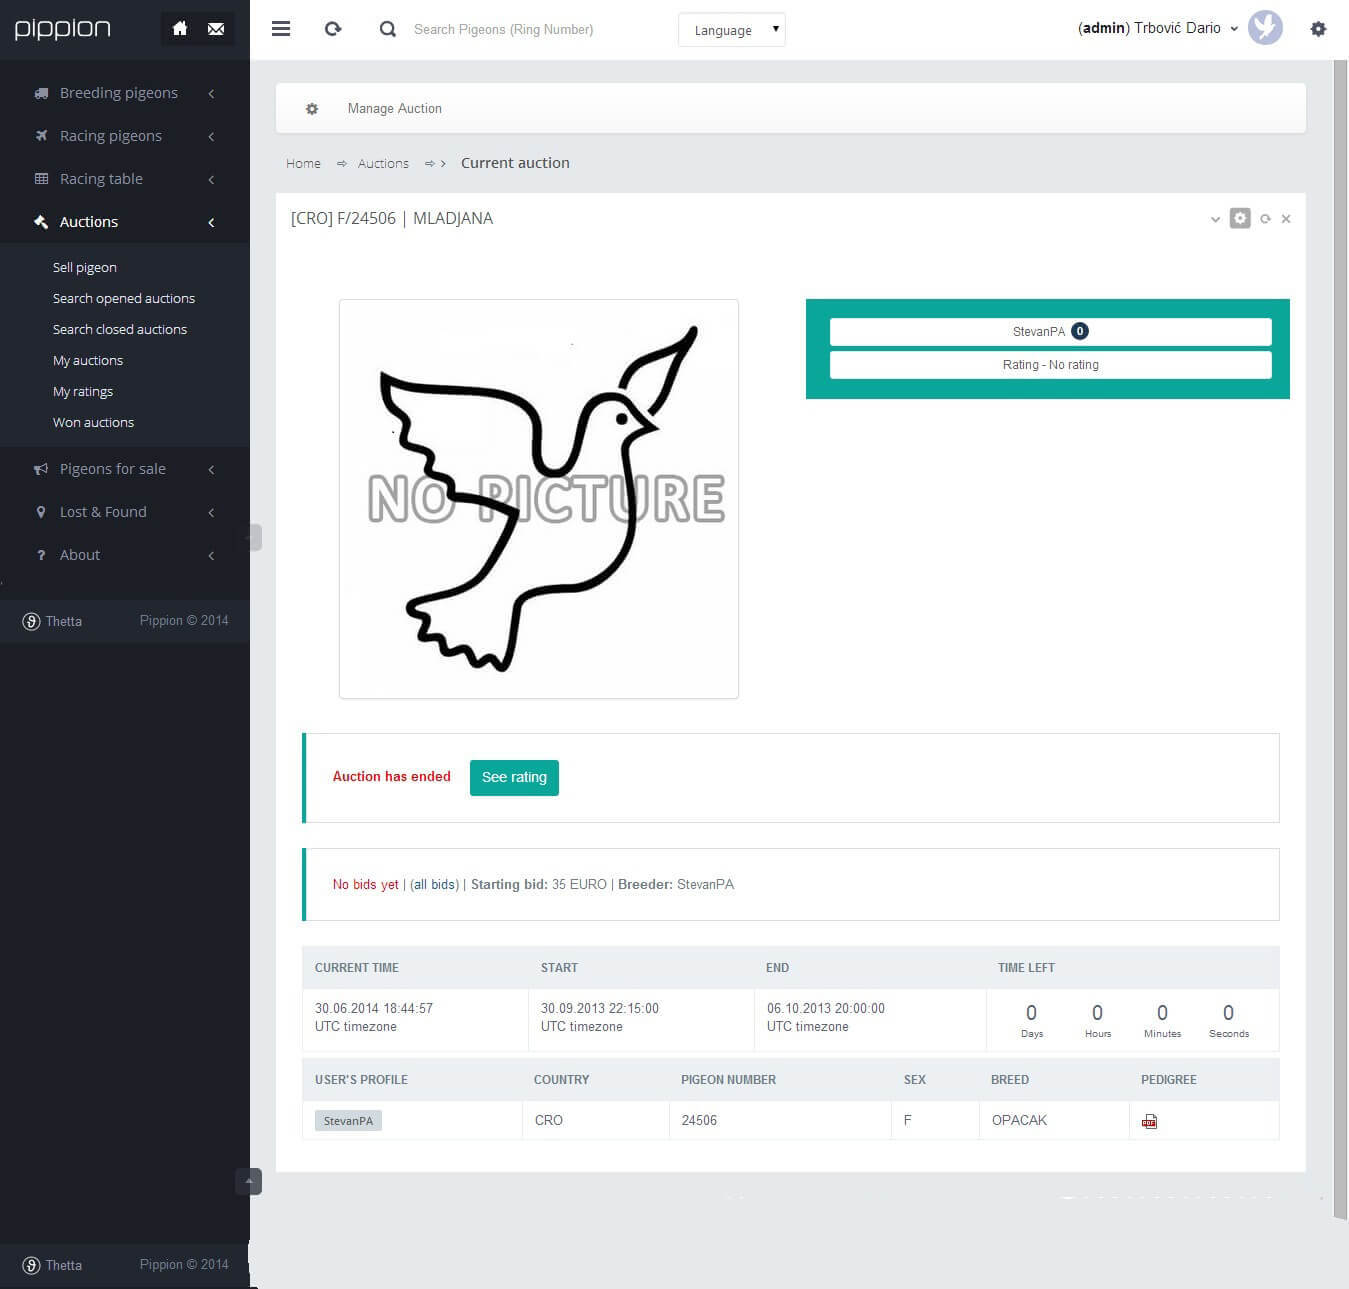 pippion
Search Pigeons (Ring Number)
Language
(admin) Trbović Dario
Breeding pigeons
Racing pigeons
Racing table
Auctions
Sell pigeon
Search opened auctions
Search closed auctions
My auctions
My ratings
Won auctions
Pigeons for sale
Lost & Found
About
Thetta Pippion © 2014
Manage Auction
Home ⇨ Auctions ⇨ › Current auction
[CRO] F/24506 | MLADJANA
NO PICTURE
StevanPA 0
Rating - No rating
Auction has ended See rating
No bids yet | (all bids) | Starting bid: 35 EURO | Breeder: StevanPA
CURRENT TIME START END TIME LEFT
30.06.2014 18:44:57 30.09.2013 22:15:00 06.10.2013 20:00:00 0 0 0 0
UTC timezone UTC timezone UTC timezone Days Hours Minutes Seconds
USER'S PROFILE COUNTRY PIGEON NUMBER SEX BREED PEDIGREE
StevanPA CRO 24506 F OPACAK PDF
Thetta Pippion © 2014